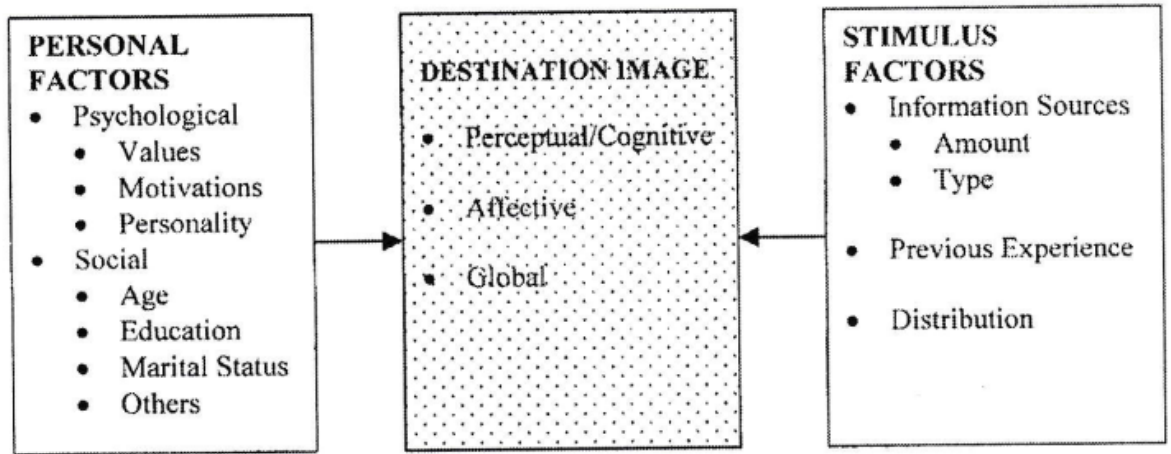 PERSONAL
FACTORS
• Psychological
• Values
• Motivations
• Personality
• Social
• Age
• Education
• Marital Status
• Others
DESTINATION IMAGE
• Perceptual/Cognitive
• Affective
• Global
STIMULUS
FACTORS
• Information Sources
• Amount
• Type
• Previous Experience
• Distribution